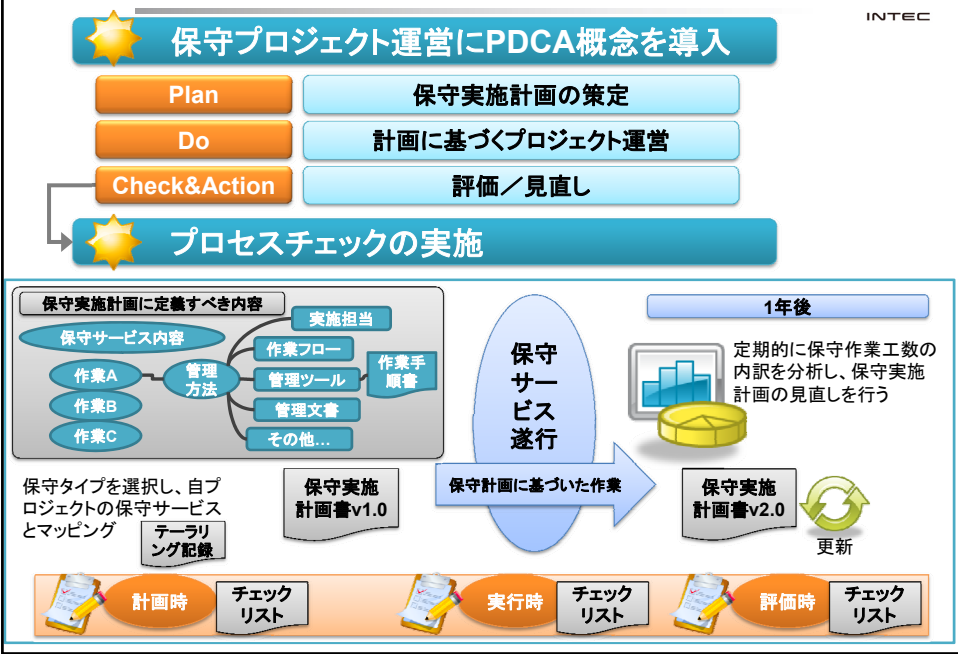 INTEC
保守プロジェクト運営にPDCA概念を導入
Plan
保守実施計画の策定
Do
計画に基づくプロジェクト運営
Check&Action
評価／見直し
プロセスチェックの実施
保守実施計画に定義すべき内容
保守サービス内容
作業A
作業B
作業C
管理
方法
実施担当
作業フロー
管理ツール
管理文書
その他...
作業手
順書
保守タイプを選択し、自プ
ロジェクトの保守サービス
とマッピング
テーラリ
ング記録
保守実施
計画書v1.0
保守
サー
ビス
遂行
保守計画に基づいた作業
1年後
定期的に保守作業工数の
内訳を分析し、保守実施
計画の見直しを行う
保守実施
計画書v2.0
更新
計画時
チェック
リスト
実行時
チェック
リスト
評価時
チェック
リスト